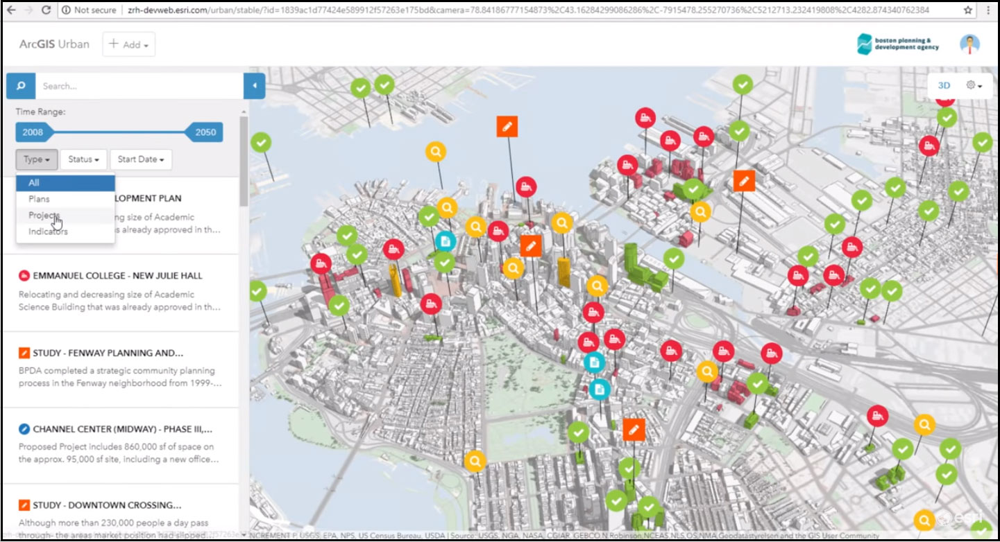 Not secure | zrh-devweb.esri.com/urban/stable/?id=1839ac1d77424e589912f57263e175bd&camera=78.84186777154873%2C43.16284299086286%2C-7915478.255270736%2C5212713.232419808%2C4282.874340762384
ArcGIS Urban
Add
boston planning &
development agency
Search...
3D
Time Range:
2008
2050
Type
Status
Start Date
All
Plans
Projects
Indicators
LOPMENT PLAN
ng size of Academic
s already approved in th...
EMMANUEL COLLEGE - NEW JULIE HALL
Relocating and decreasing size of Academic
Science Building that was already approved in th...
STUDY - FENWAY PLANNING AND...
BPDA completed a strategic community planning
process in the Fenway neighborhood from 1999-...
CHANNEL CENTER (MIDWAY) - PHASE III,...
Proposed Project includes 860,000 sf of space on
the approx. 95,000 sf site, including a new office...
STUDY - DOWNTOWN CROSSING...
Although more than 230,000 people a day pass
through the areas market position had slipped
esri
NCREMENT P, USGS, EPA, NPS, US Census Bureau, USDA | Source: USGS, NGA, NASA, CGIAR, GEBCO,N Robinson,NCEAS,NLS,OS,NMA,Geodatastyrelsen and the GIS User Community